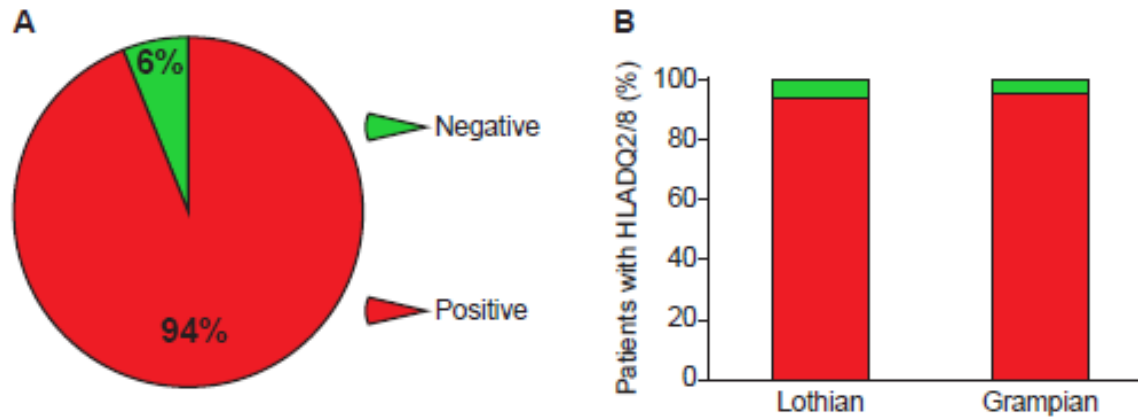 A
6%
Negative
Positive
94%
B
Patients with HLADQ2/8 (%)
100
80
60
40
20
0
Lothian
Grampian